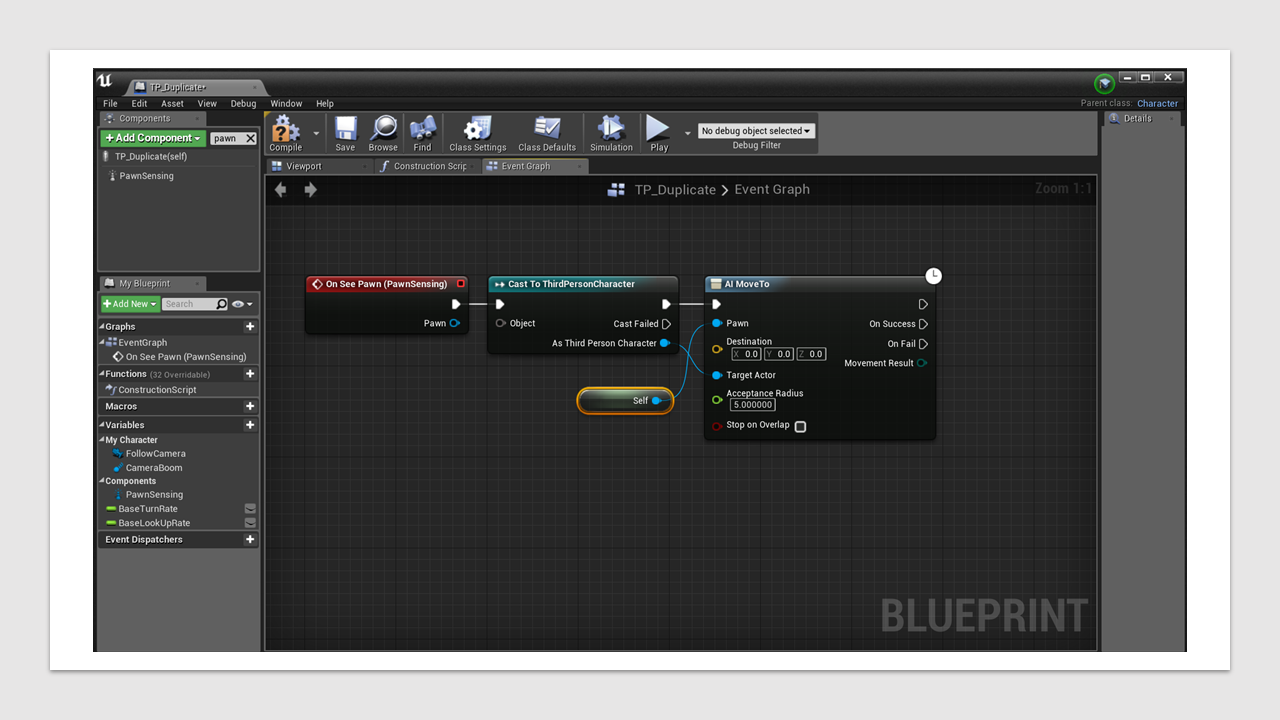 TP_Duplicate*
File Edit Asset View Debug Window Help
Parent class: Character
Components
+ Add Component
pawn
TP_Duplicate(self)
PawnSensing
Compile
Save
Browse
Find
Class Settings
Class Defaults
Simulation
Play
No debug object selected
Debug Filter
Details
Viewport
Construction Scrip
Event Graph
TP_Duplicate > Event Graph
Zoom 1:1
My Blueprint
+ Add New
Search
Graphs
EventGraph
On See Pawn (PawnSensing)
Functions (32 Overridable)
ConstructionScript
Macros
Variables
My Character
FollowCamera
CameraBoom
Components
PawnSensing
BaseTurnRate
BaseLookUpRate
Event Dispatchers
On See Pawn (PawnSensing)
Pawn
Cast To ThirdPersonCharacter
Object
Cast Failed
As Third Person Character
Self
AI MoveTo
Pawn
On Success
Destination
X 0.0 Y 0.0 Z 0.0
On Fail
Movement Result
Target Actor
Acceptance Radius
5.000000
Stop on Overlap
BLUEPRINT